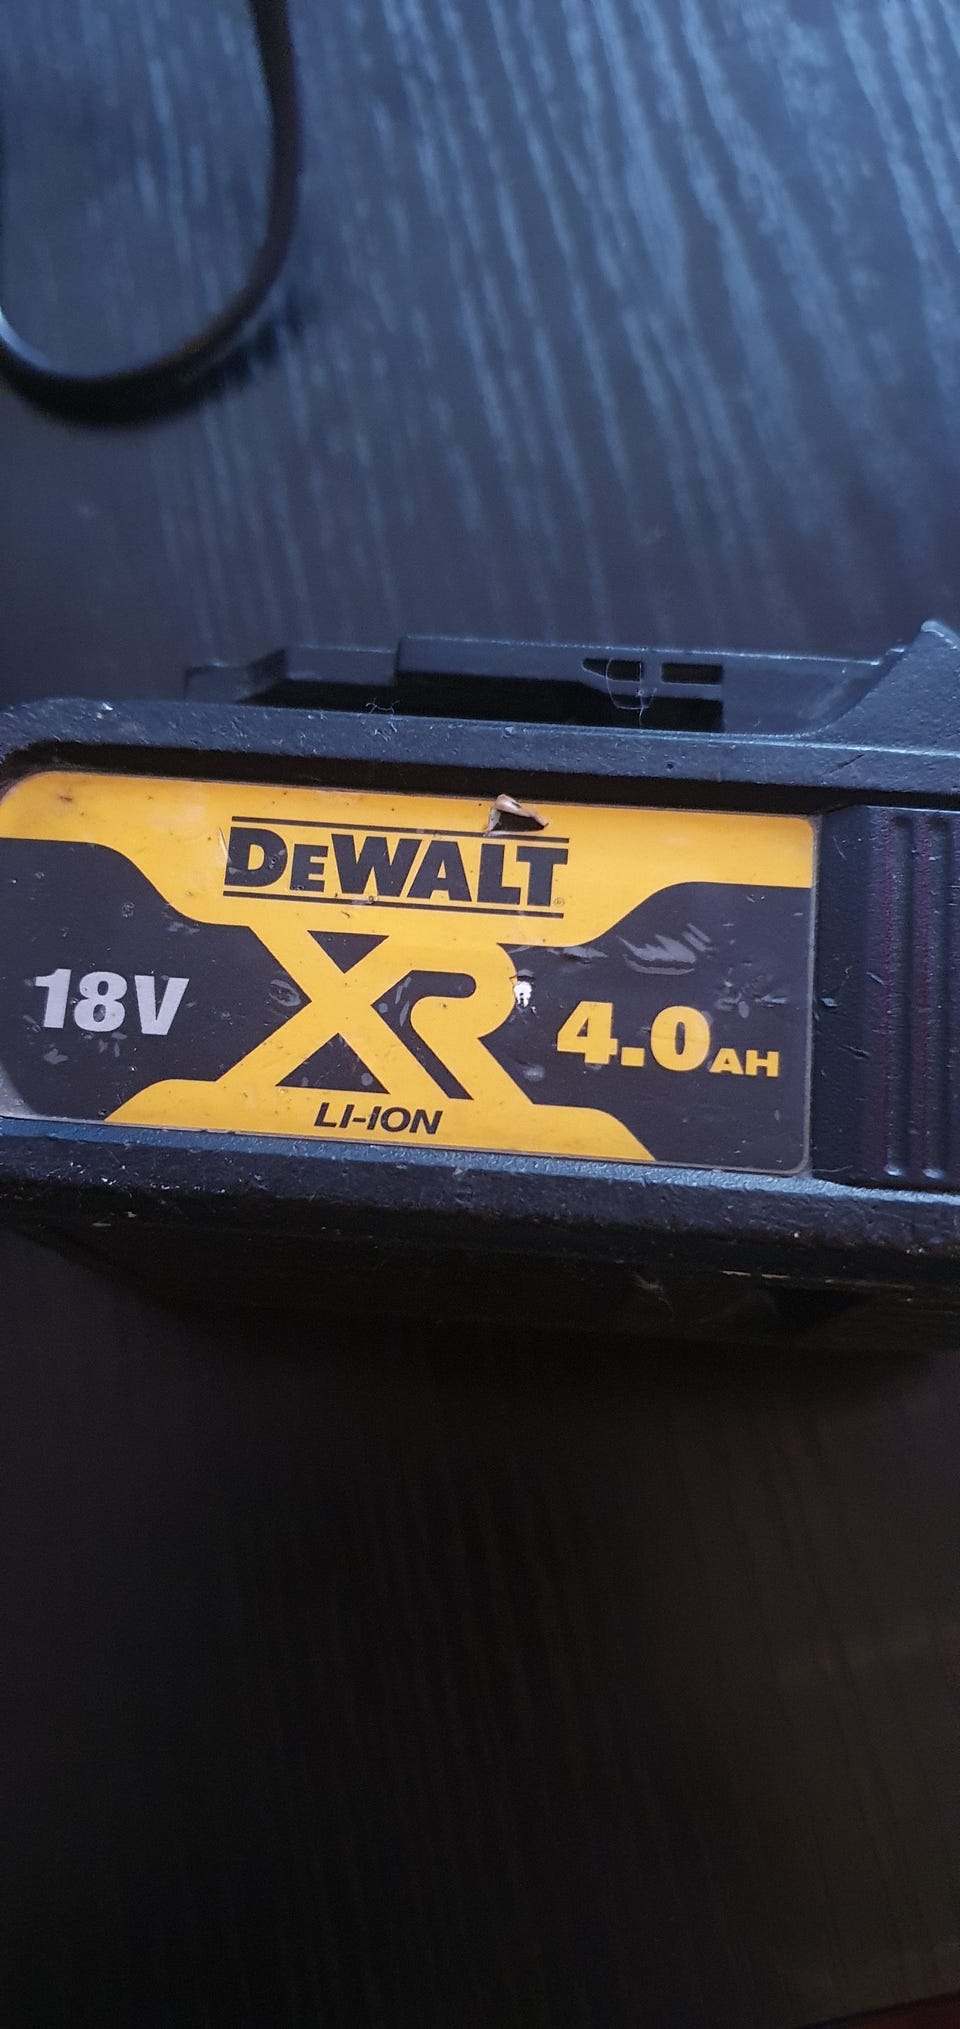 DEWALT®
XR
18V
4.0AH
LI-ION